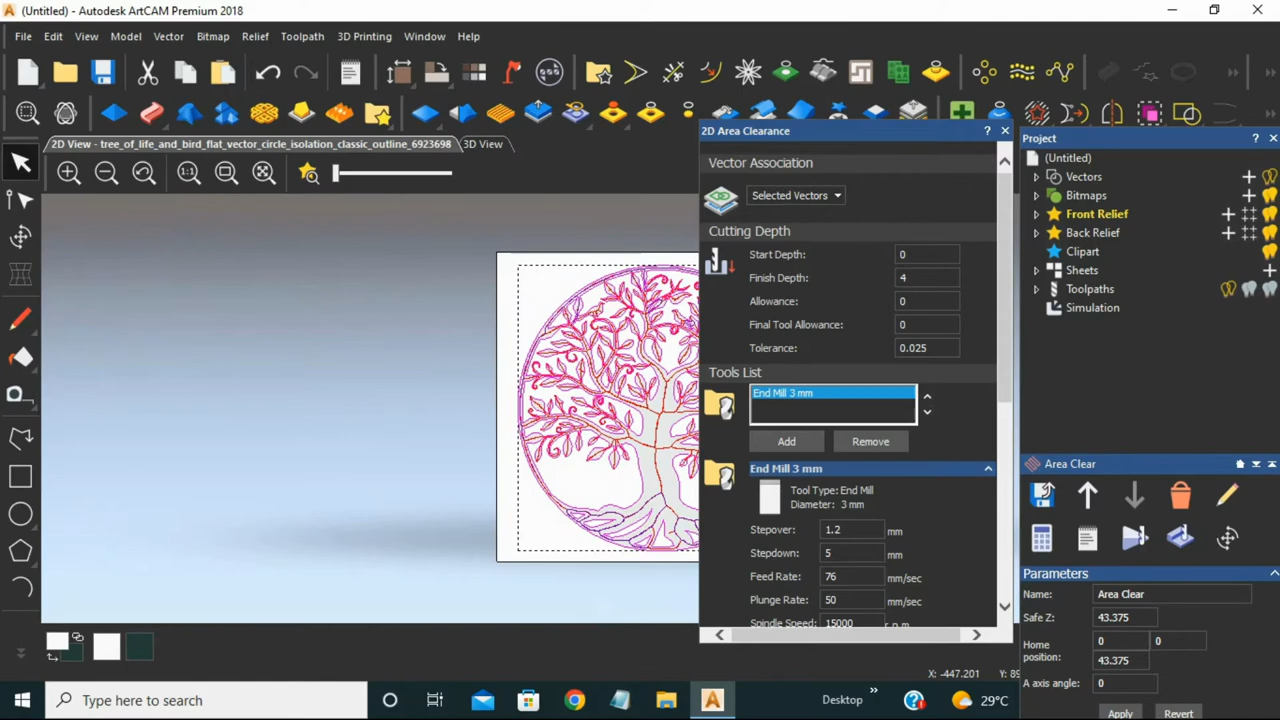 (Untitled) - Autodesk ArtCAM Premium 2018
File Edit View Model Vector Bitmap Relief Toolpath 3D Printing Window Help
2D View - tree_of_life_and_bird_flat_vector_circle_isolation_classic_outline_6923698 3D View
1:1
2D Area Clearance ?
Vector Association
Selected Vectors
Cutting Depth
Start Depth: 0
Finish Depth: 4
Allowance: 0
Final Tool Allowance: 0
Tolerance: 0.025
Tools List
End Mill 3 mm
Add Remove
End Mill 3 mm
Tool Type: End Mill
Diameter: 3 mm
Stepover: 1.2 mm
Stepdown: 5 mm
Feed Rate: 76 mm/sec
Plunge Rate: 50 mm/sec
Spindle Speed: 15000 r.p.m
Project ?
(Untitled)
Vectors
Bitmaps
Front Relief
Back Relief
Clipart
Sheets
Toolpaths
Simulation
Area Clear
Parameters
Name: Area Clear
Safe Z: 43.375
Home position: 0 0
43.375
A axis angle: 0
Apply Revert
X: -447.201 Y: 89
Type here to search
Desktop
29°C